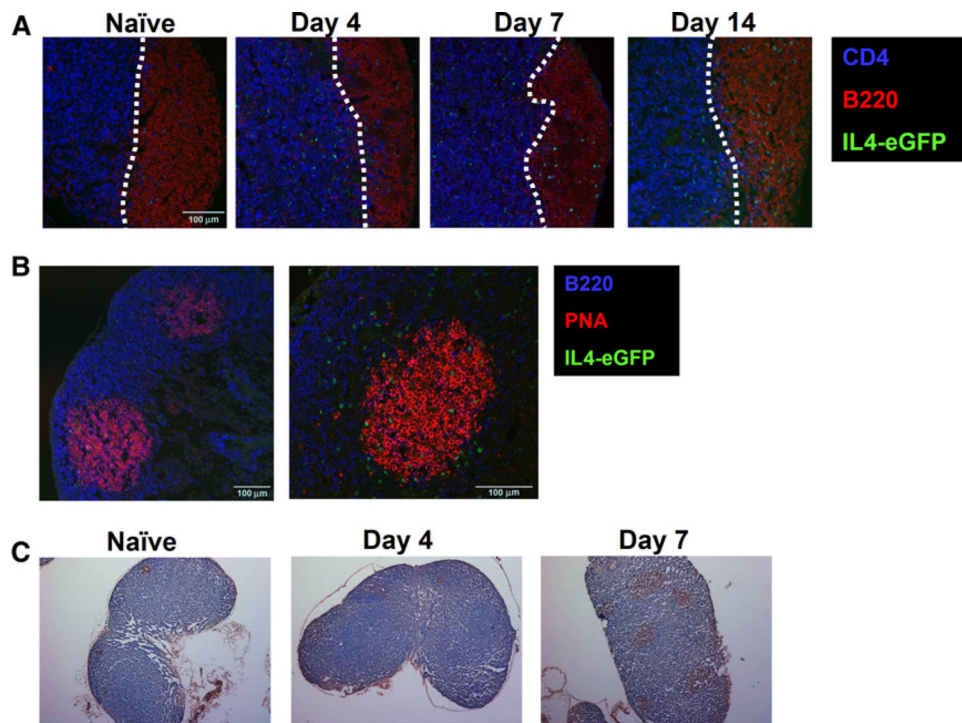 A
Naïve
Day 4
Day 7
Day 14
CD4
B220
IL4-eGFP
100 μm
B
B220
PNA
IL4-eGFP
100 μm
100 μm
C
Naïve
Day 4
Day 7